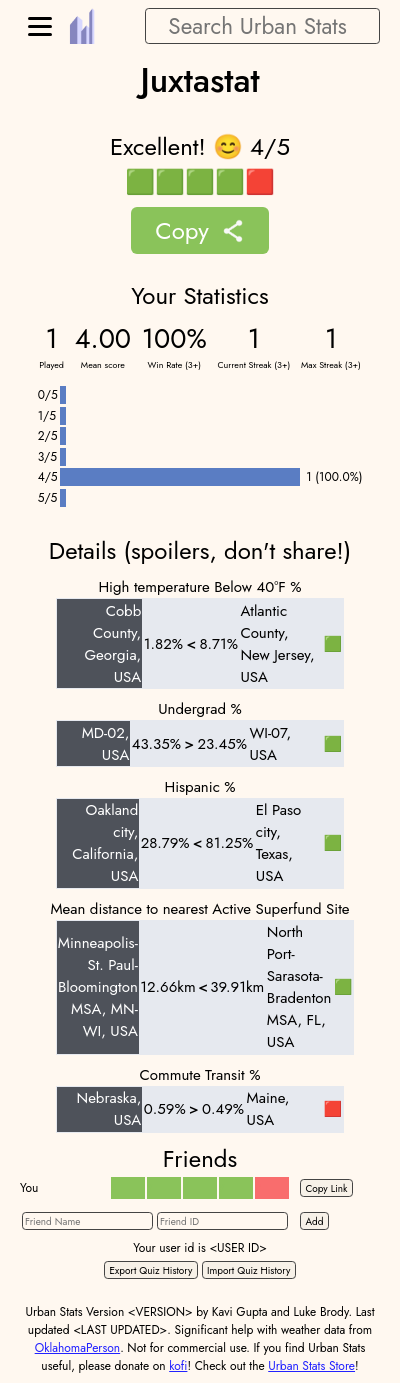 Search Urban Stats
Juxtastat
Excellent! 😊 4/5
🟩🟩🟩🟩🟥
Copy
Your Statistics
1 4.00 100% 1 1
Played Mean score Win Rate (3+) Current Streak (3+) Max Streak (3+)
0/5
1/5
2/5
3/5
4/5 1 (100.0%)
5/5
Details (spoilers, don't share!)
High temperature Below 40°F %
Cobb
County,
Georgia,
USA
1.82% < 8.71%
Atlantic
County,
New Jersey,
USA
🟩
Undergrad %
MD-02,
USA
43.35% > 23.45%
WI-07,
USA
🟩
Hispanic %
Oakland
city,
California,
USA
28.79% < 81.25%
El Paso
city,
Texas,
USA
🟩
Mean distance to nearest Active Superfund Site
Minneapolis-
St. Paul-
Bloomington
MSA, MN-
WI, USA
12.66km < 39.91km
North
Port-
Sarasota-
Bradenton
MSA, FL,
USA
🟩
Commute Transit %
Nebraska,
USA
0.59% > 0.49%
Maine,
USA
🟥
Friends
You Copy Link
Friend Name Friend ID Add
Your user id is <USER ID>
Export Quiz History Import Quiz History
Urban Stats Version <VERSION> by Kavi Gupta and Luke Brody. Last
updated <LAST UPDATED>. Significant help with weather data from
OklahomaPerson. Not for commercial use. If you find Urban Stats
useful, please donate on kofi! Check out the Urban Stats Store!